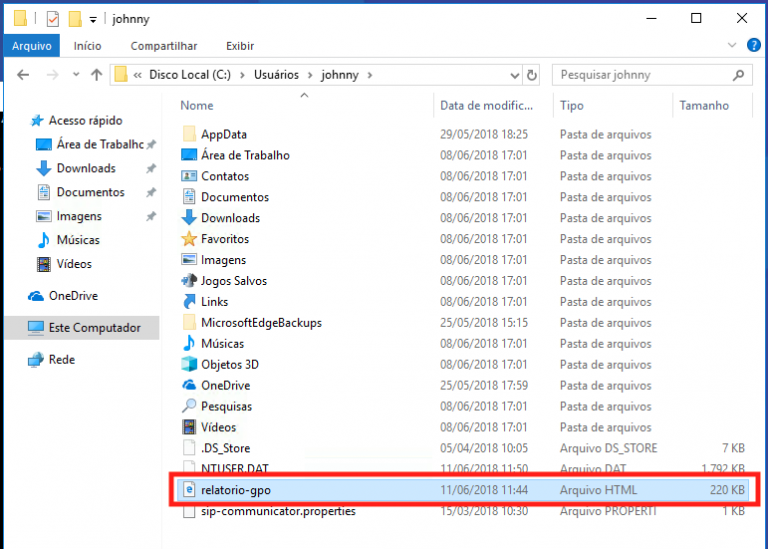 johnny
Arquivo Início Compartilhar Exibir
« Disco Local (C:) > Usuários > johnny > Pesquisar johnny
Nome Data de modific... Tipo Tamanho
Acesso rápido
Área de Trabalhc
Downloads
Documentos
Imagens
Músicas
Vídeos
OneDrive
Este Computador
Rede
AppData 29/05/2018 18:25 Pasta de arquivos
Área de Trabalho 08/06/2018 17:01 Pasta de arquivos
Contatos 08/06/2018 17:01 Pasta de arquivos
Documentos 08/06/2018 17:01 Pasta de arquivos
Downloads 08/06/2018 17:01 Pasta de arquivos
Favoritos 08/06/2018 17:01 Pasta de arquivos
Imagens 08/06/2018 17:01 Pasta de arquivos
Jogos Salvos 08/06/2018 17:01 Pasta de arquivos
Links 08/06/2018 17:01 Pasta de arquivos
MicrosoftEdgeBackups 25/05/2018 15:15 Pasta de arquivos
Músicas 08/06/2018 17:01 Pasta de arquivos
Objetos 3D 08/06/2018 17:01 Pasta de arquivos
OneDrive 25/05/2018 17:59 Pasta de arquivos
Pesquisas 08/06/2018 17:01 Pasta de arquivos
Vídeos 08/06/2018 17:01 Pasta de arquivos
.DS_Store 05/04/2018 10:05 Arquivo DS_STORE 7 KB
NTUSER.DAT 11/06/2018 11:50 Arquivo DAT 1.792 KB
relatorio-gpo 11/06/2018 11:44 Arquivo HTML 220 KB
sip-communicator.properties 15/03/2018 10:30 Arquivo PROPERTI 1 KB